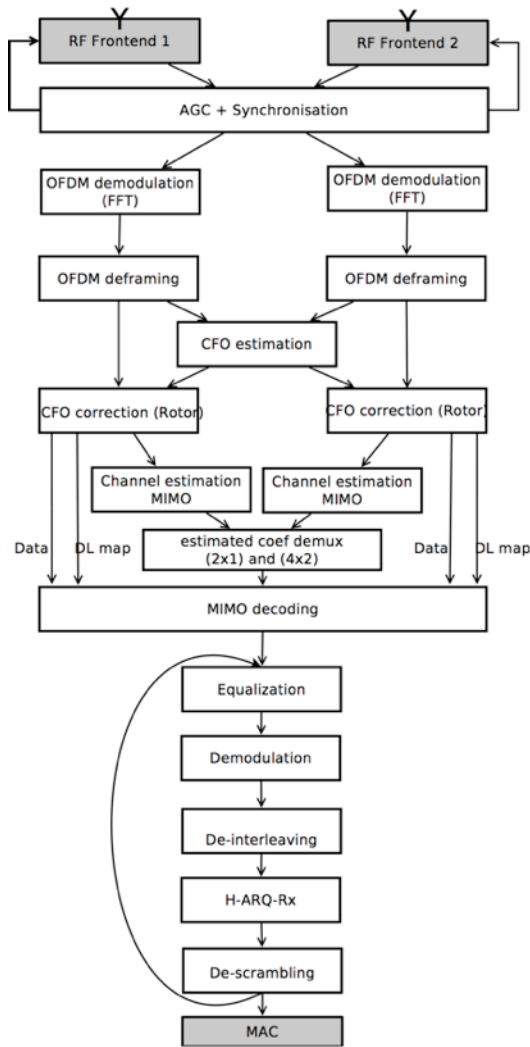 Y Y
RF Frontend 1 RF Frontend 2
AGC + Synchronisation
OFDM demodulation OFDM demodulation
(FFT) (FFT)
OFDM deframing OFDM deframing
CFO estimation
CFO correction (Rotor) CFO correction (Rotor)
Channel estimation Channel estimation
MIMO MIMO
estimated coef demux
(2x1) and (4x2)
Data DL map Data DL map
MIMO decoding
Equalization
Demodulation
De-interleaving
H-ARQ-Rx
De-scrambling
MAC